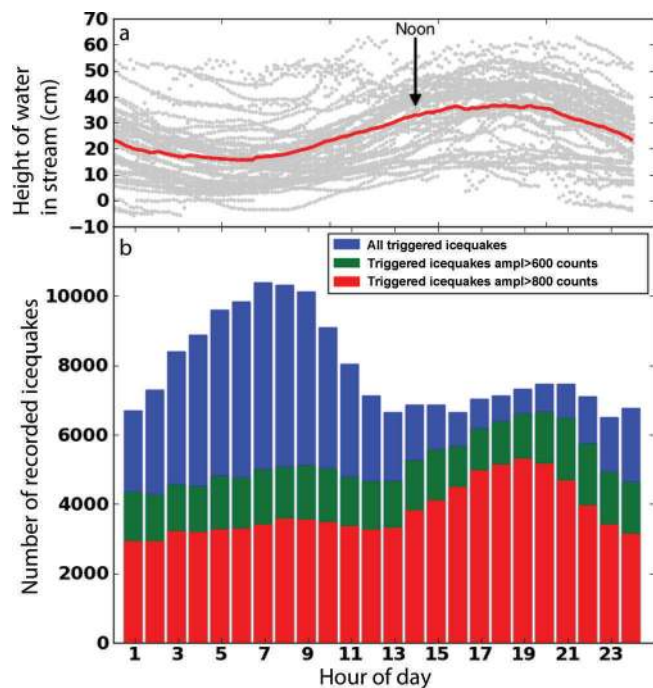 a
Noon
Height of water
in stream (cm)
70
60
50
40
30
20
10
0
−10
b
All triggered icequakes
Triggered icequakes ampl>600 counts
Triggered icequakes ampl>800 counts
Number of recorded icequakes
10000
8000
6000
4000
2000
0
1 3 5 7 9 11 13 15 17 19 21 23
Hour of day